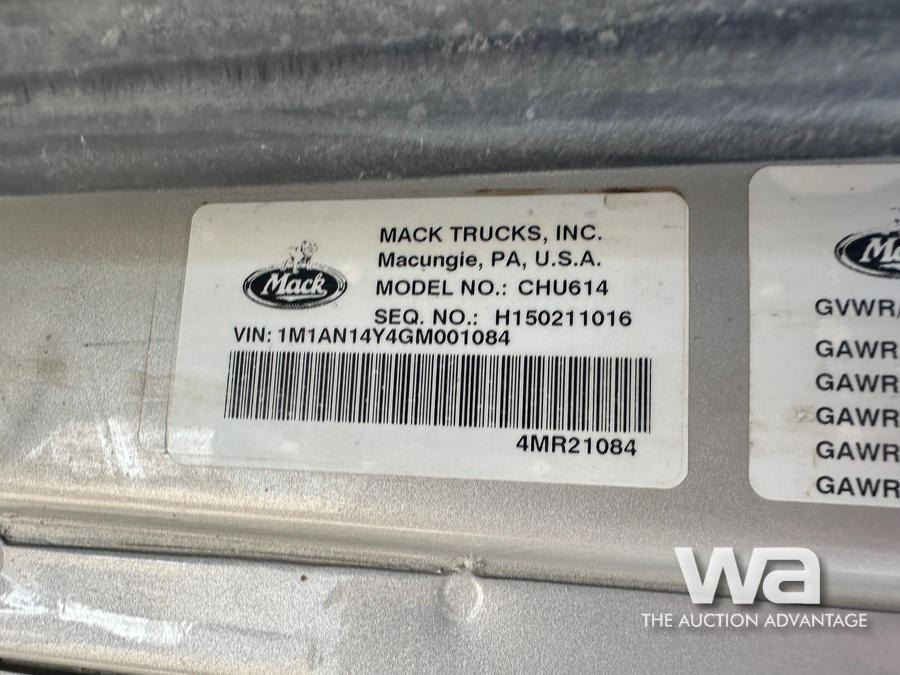 MACK TRUCKS, INC.
Macungie, PA, U.S.A.
Mack
MODEL NO.: CHU614
SEQ. NO.: H150211016
VIN: 1M1AN14Y4GM001084
4MR21084
GVWR/
GAWR
GAWR
GAWR
GAWR
GAWR
wa
THE AUCTION ADVANTAGE